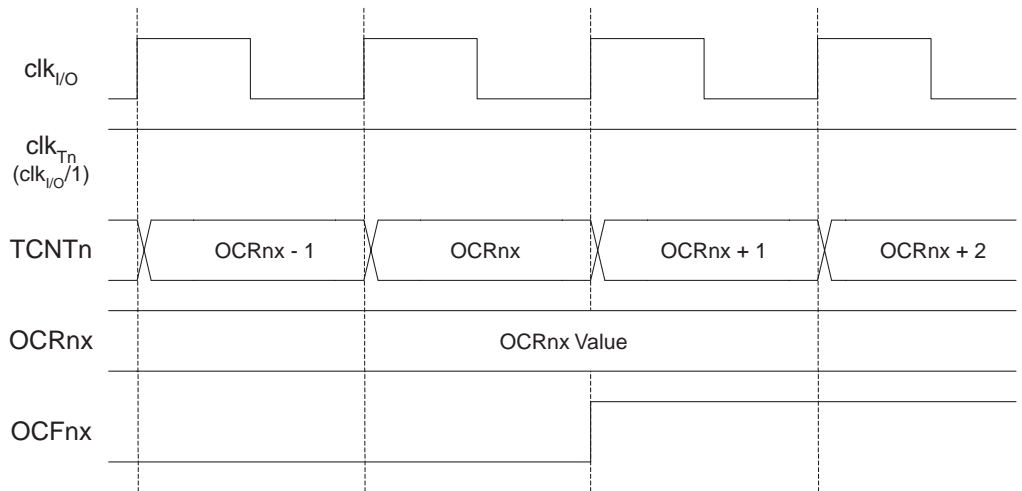 clkI/O
clkTn
(clkI/O/1)
TCNTn
OCRnx - 1
OCRnx
OCRnx + 1
OCRnx + 2
OCRnx
OCRnx Value
OCFnx